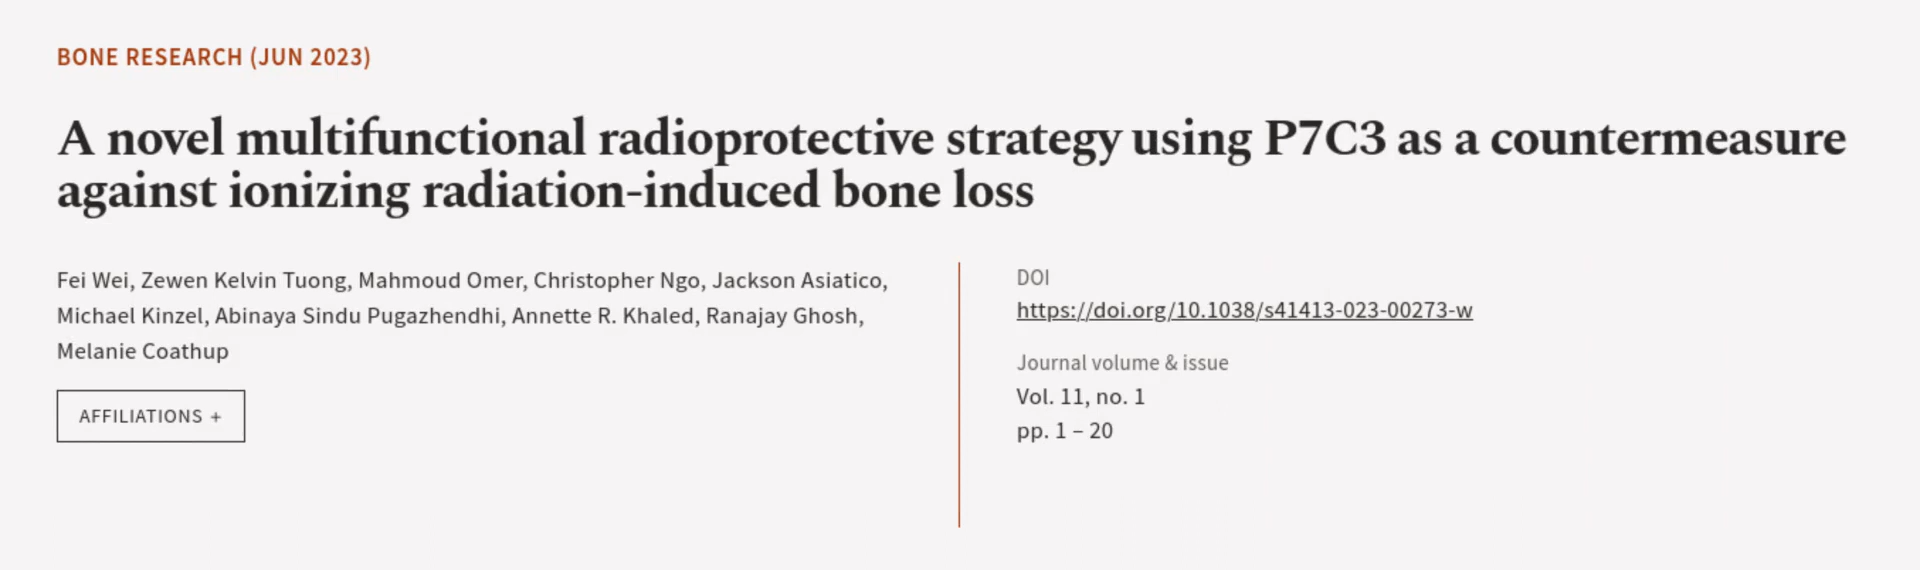 BONE RESEARCH (JUN 2023)
A novel multifunctional radioprotective strategy using P7C3 as a countermeasure
against ionizing radiation-induced bone loss
Fei Wei, Zewen Kelvin Tuong, Mahmoud Omer, Christopher Ngo, Jackson Asiatico,
Michael Kinzel, Abinaya Sindu Pugazhendhi, Annette R. Khaled, Ranajay Ghosh,
Melanie Coathup
AFFILIATIONS +
DOI
https://doi.org/10.1038/s41413-023-00273-w
Journal volume & issue
Vol. 11, no. 1
pp. 1 – 20